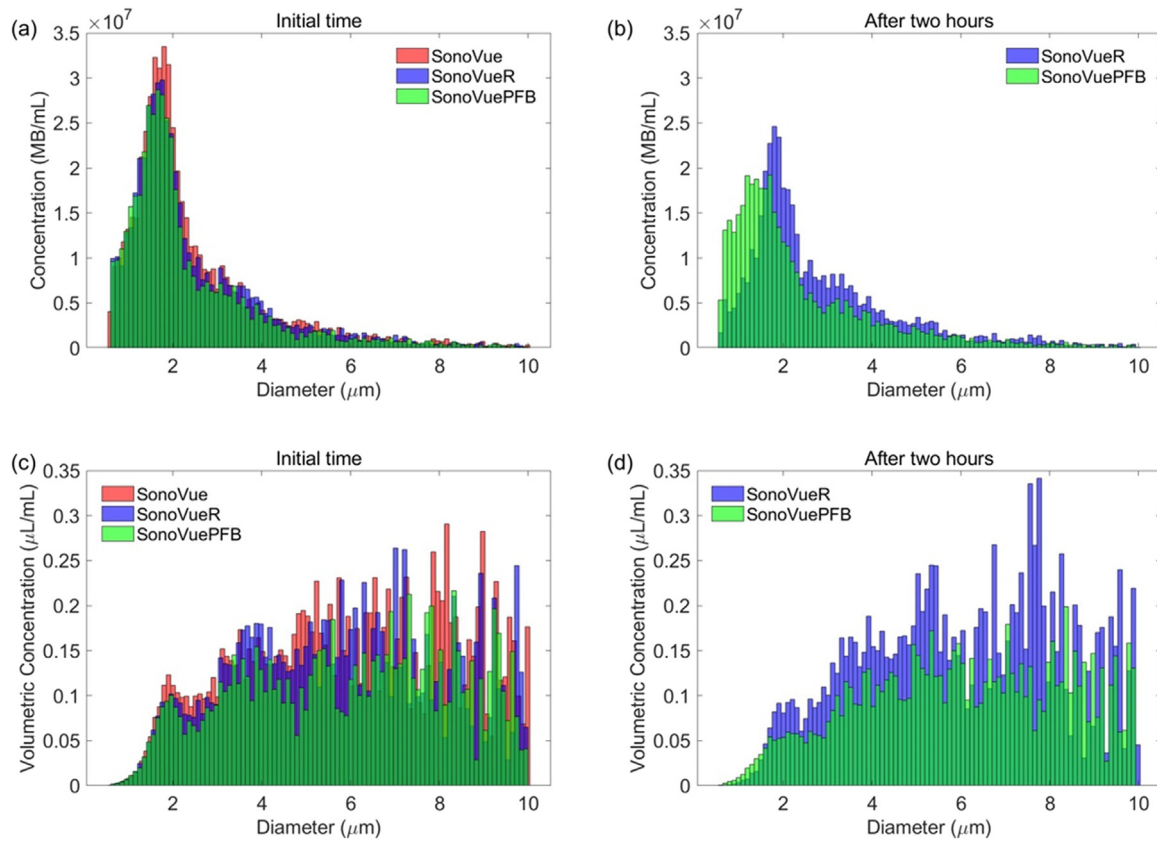 (a)
Initial time
×10⁷
3.5
3
2.5
2
1.5
1
0.5
0
Concentration (MB/mL)
SonoVue
SonoVueR
SonoVuePFB
2 4 6 8 10
Diameter (μm)
(b)
After two hours
×10⁷
3.5
3
2.5
2
1.5
1
0.5
0
Concentration (MB/mL)
SonoVueR
SonoVuePFB
2 4 6 8 10
Diameter (μm)
(c)
Initial time
0.35
0.3
0.25
0.2
0.15
0.1
0.05
0
Volumetric Concentration (μL/mL)
SonoVue
SonoVueR
SonoVuePFB
2 4 6 8 10
Diameter (μm)
(d)
After two hours
0.35
0.3
0.25
0.2
0.15
0.1
0.05
0
Volumetric Concentration (μL/mL)
SonoVueR
SonoVuePFB
2 4 6 8 10
Diameter (μm)